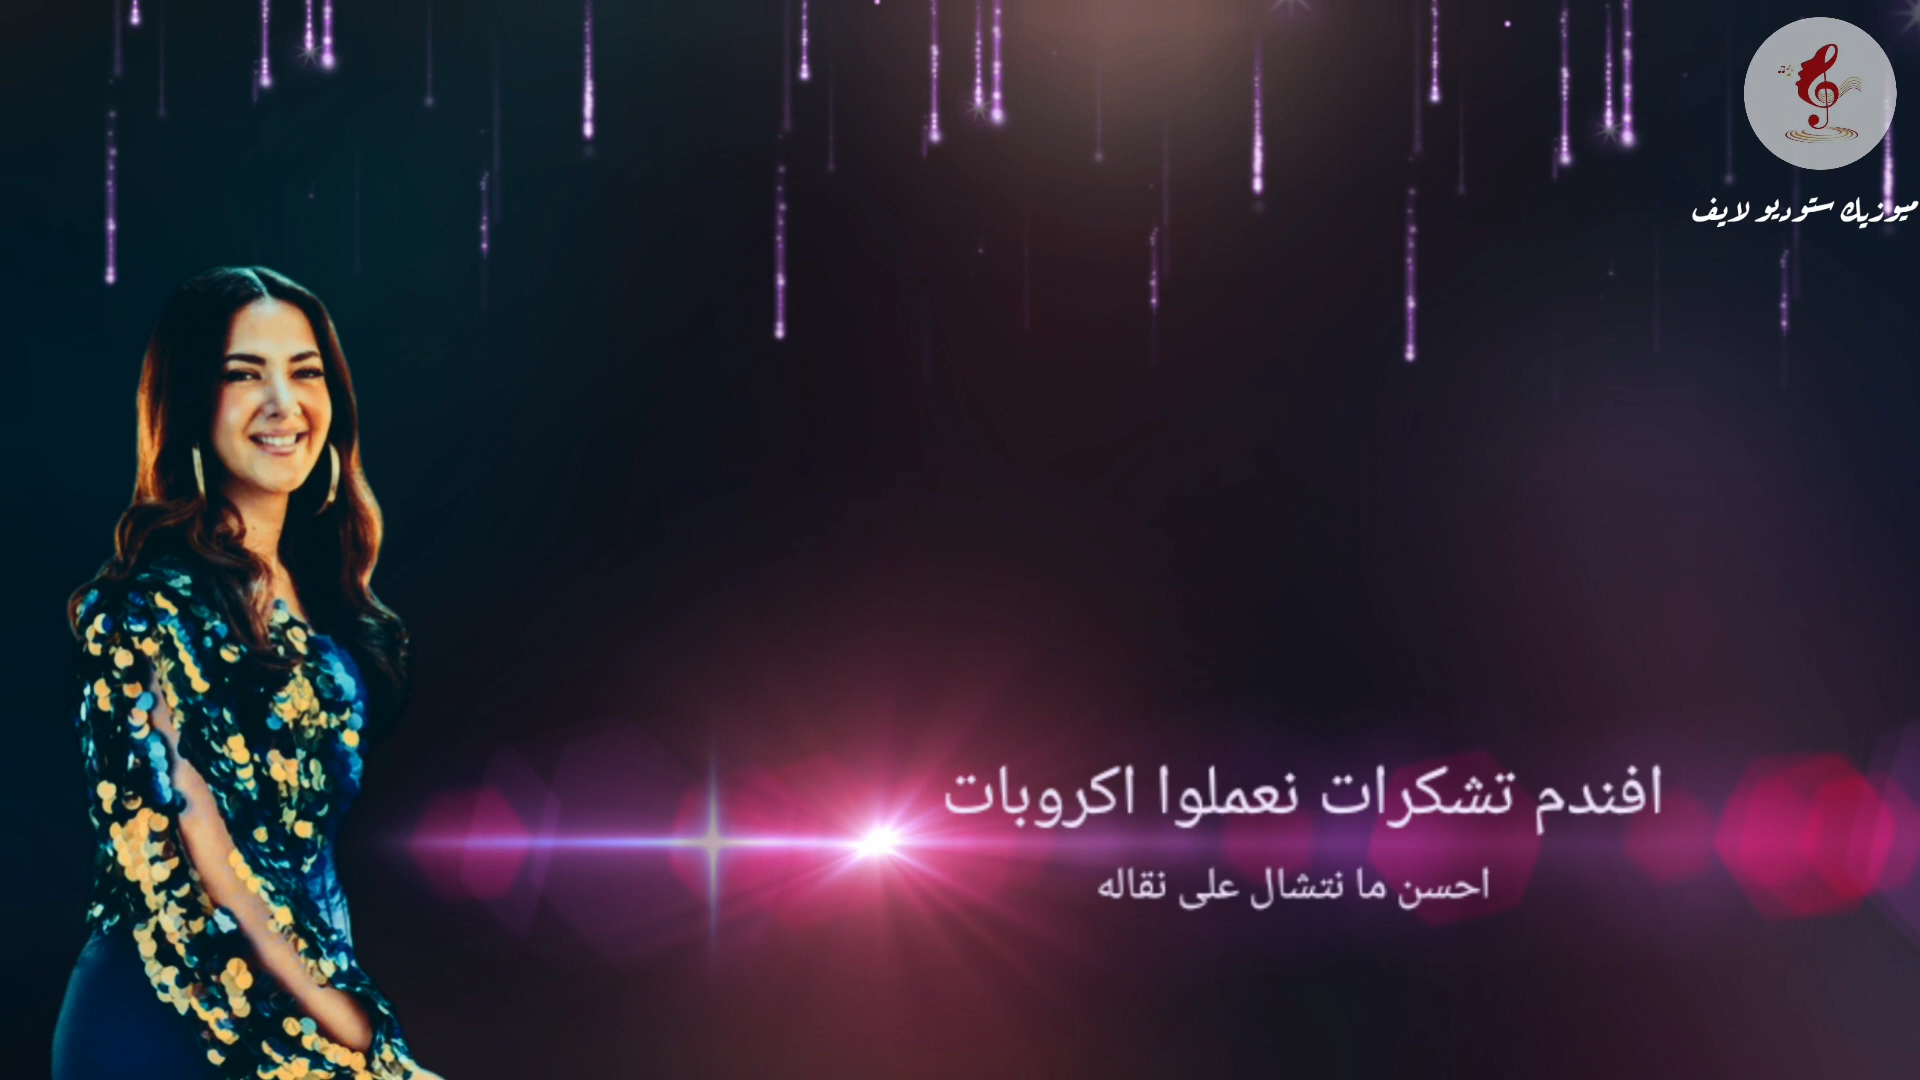 ميوزيك ستوديو لايف
افندم تشكرات نعملوا اكروبات
احسن ما نتشال على نقاله